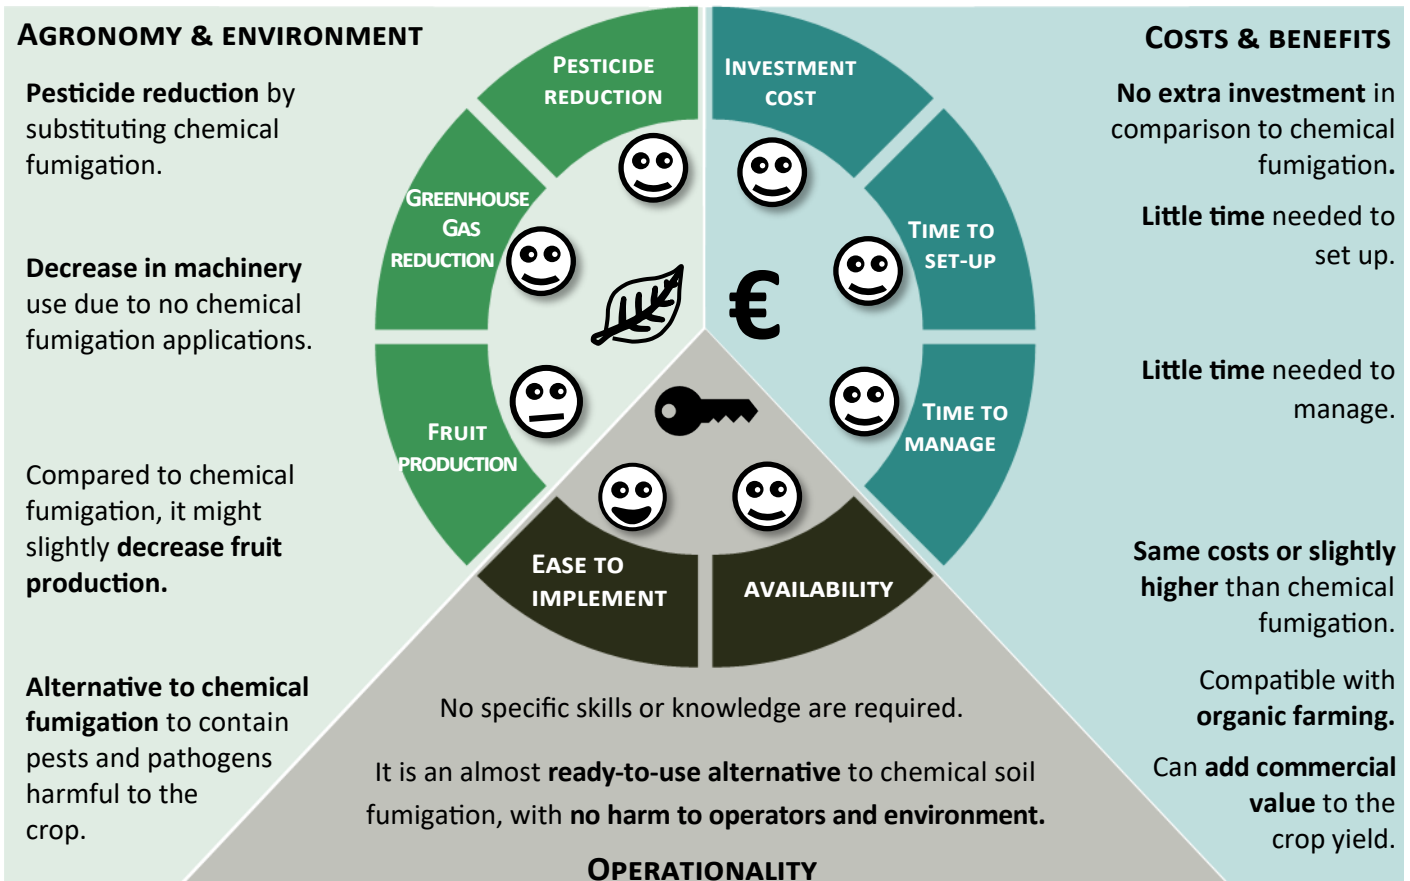 AGRONOMY & ENVIRONMENT
Pesticide reduction by
substituting chemical
fumigation.
Decrease in machinery
use due to no chemical
fumigation applications.
Compared to chemical
fumigation, it might
slightly decrease fruit
production.
Alternative to chemical
fumigation to contain
pests and pathogens
harmful to the
crop.
PESTICIDE
REDUCTION
GREENHOUSE
GAS
REDUCTION
FRUIT
PRODUCTION
INVESTMENT
COST
TIME TO
SET-UP
TIME TO
MANAGE
€
EASE TO
IMPLEMENT
AVAILABILITY
COSTS & BENEFITS
No extra investment in
comparison to chemical
fumigation.
Little time needed to
set up.
Little time needed to
manage.
Same costs or slightly
higher than chemical
fumigation.
Compatible with
organic farming.
Can add commercial
value to the
crop yield.
No specific skills or knowledge are required.
It is an almost ready-to-use alternative to chemical soil
fumigation, with no harm to operators and environment.
OPERATIONALITY